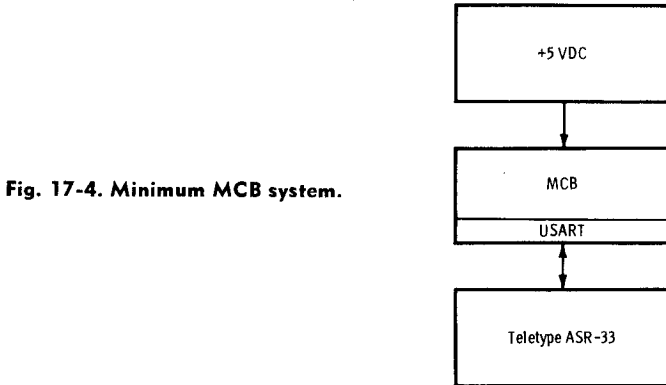 +5 VDC
MCB
Fig. 17-4. Minimum MCB system.
USART
Teletype ASR-33